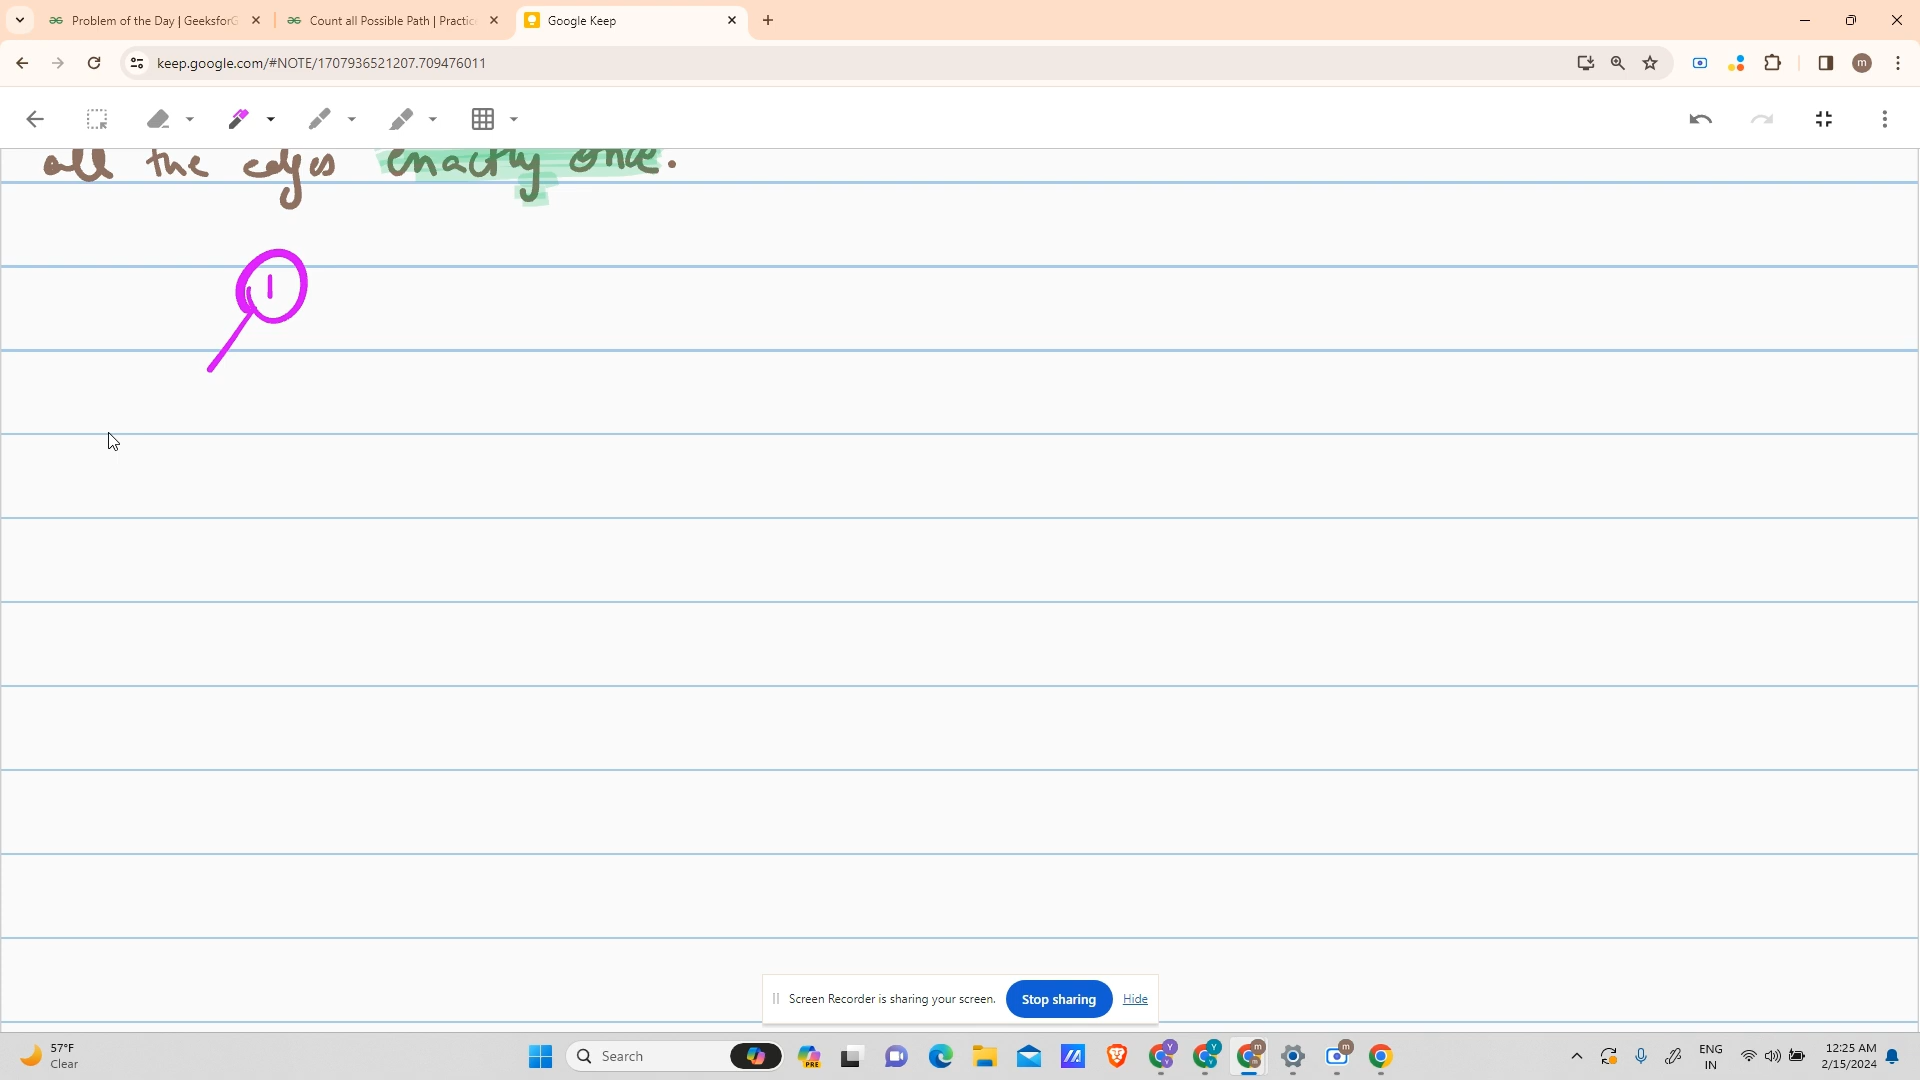 Problem of the Day | GeeksforG
Count all Possible Path | Practic
Google Keep
keep.google.com/#NOTE/1707936521207.709476011
m
all the edges exactly once.
1
Screen Recorder is sharing your screen.
Stop sharing
Hide
57°F
Clear
Search
PRE
Y
Y
m
m
ENG
IN
12:25 AM
2/15/2024